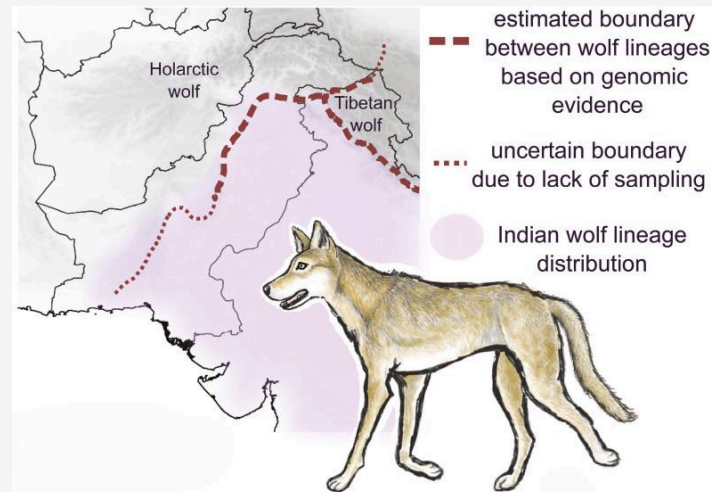 Holarctic
wolf
Tibetan
wolf
estimated boundary
between wolf lineages
based on genomic
evidence
uncertain boundary
due to lack of sampling
Indian wolf lineage
distribution